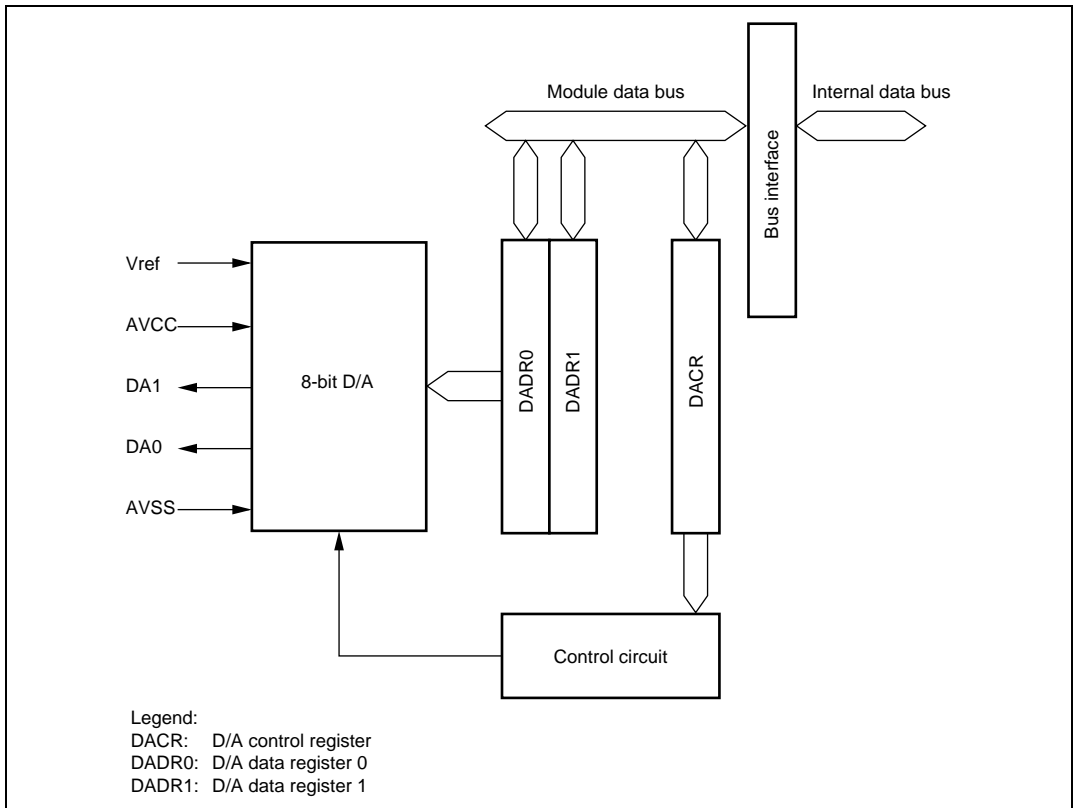 Module data bus
Internal data bus
Bus interface
Vref
AVCC
DA1
DA0
AVSS
8-bit D/A
DADR0
DADR1
DACR
Control circuit
Legend:
DACR: D/A control register
DADR0: D/A data register 0
DADR1: D/A data register 1